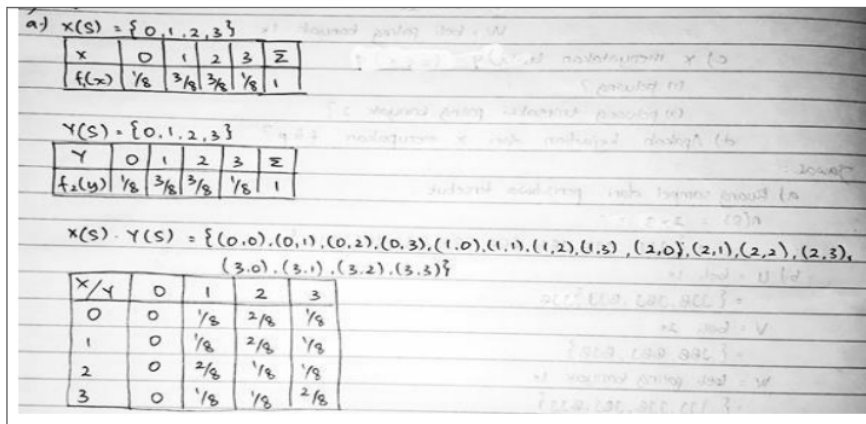 a.) X(S) = {0,1,2,3}
X 0 1 2 3 Σ
f₁(x) 1/8 3/8 3/8 1/8 1
Y(S) = {0,1,2,3}
Y 0 1 2 3 Σ
f₂(y) 1/8 3/8 3/8 1/8 1
X(S) . Y(S) = {(0,0),(0,1),(0,2),(0,3),(1,0),(1,1),(1,2),(1,3),(2,0),(2,1),(2,2),(2,3),
(3,0),(3,1),(3,2),(3,3)}
X/Y 0 1 2 3
0 0 1/8 2/8 1/8
1 0 1/8 2/8 1/8
2 0 2/8 1/8 1/8
3 0 1/8 1/8 2/8